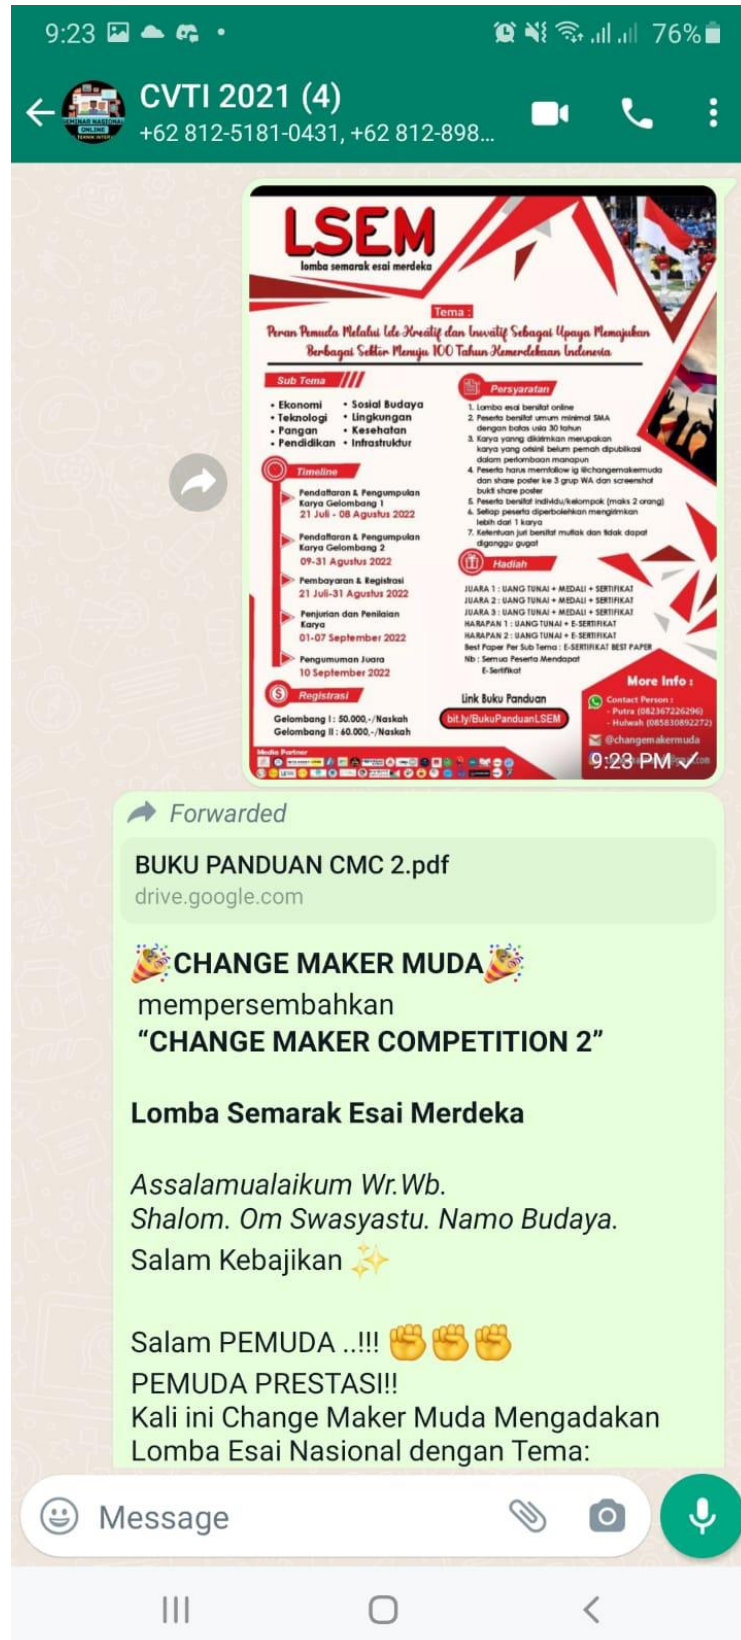 9:23
76%
CVTI 2021 (4)
+62 812-5181-0431, +62 812-898...
SEMINAR NASIONAL
ONLINE
LSEM
lomba semarak esai merdeka
Tema :
Peran Pemuda Melalui Ide Kreatif dan Inovatif Sebagai Upaya Memajukan
Berbagai Sektor Menuju 100 Tahun Kemerdekaan Indonesia
Sub Tema
• Ekonomi • Sosial Budaya
• Teknologi • Lingkungan
• Pangan • Kesehatan
• Pendidikan • Infrastruktur
Timeline
Pendaftaran & Pengumpulan
Karya Gelombang 1
21 Juli - 08 Agustus 2022
Pendaftaran & Pengumpulan
Karya Gelombang 2
09-31 Agustus 2022
Pembayaran & Registrasi
21 Juli-31 Agustus 2022
Penjurian dan Penilaian
Karya
01-07 September 2022
Pengumuman Juara
10 September 2022
Registrasi
Gelombang I : 50.000,-/Naskah
Gelombang II : 60.000,-/Naskah
Persyaratan
1. Lomba esai bersifat online
2. Peserta bersifat umum minimal SMA
dengan batas usia 30 tahun
3. Karya yanng dikirmkan merupakan
karya yang orisinil belum pernah dipublikasi
dalam perlombaan manapun
4. Peserta harus memfollow ig @changemakermuda
dan share poster ke 3 grup WA dan screenshot
bukti share poster
5. Peserta bersifat individu/kelompok (maks 2 orang)
6. Setiap peserta diperbolehkan mengirimkan
lebih dari 1 karya
7. Ketentuan juri bersifat mutlak dan tidak dapat
diganggu gugat
Hadiah
JUARA 1 : UANG TUNAI + MEDALI + SERTIFIKAT
JUARA 2 : UANG TUNAI + MEDALI + SERTIFIKAT
JUARA 3 : UANG TUNAI + MEDALI + SERTIFIKAT
HARAPAN 1 : UANG TUNAI + E-SERTIFIKAT
HARAPAN 2 : UANG TUNAI + E-SERTIFIKAT
Best Paper Per Sub Tema : E-SERTIFIKAT BEST PAPER
Nb : Semua Peserta Mendapat
E-Sertifikat
Link Buku Panduan
bit.ly/BukuPanduanLSEM
More Info :
Contact Person :
- Putra (082367226296)
- Hulwah (085830892272)
@changemakermuda
Media Partner
9:23 PM
Forwarded
BUKU PANDUAN CMC 2.pdf
drive.google.com
🎉CHANGE MAKER MUDA🎉
mempersembahkan
“CHANGE MAKER COMPETITION 2”
Lomba Semarak Esai Merdeka
Assalamualaikum Wr.Wb.
Shalom. Om Swasyastu. Namo Budaya.
Salam Kebajikan ✨
Salam PEMUDA ..!!! ✊✊✊
PEMUDA PRESTASI!!
Kali ini Change Maker Muda Mengadakan
Lomba Esai Nasional dengan Tema:
Message